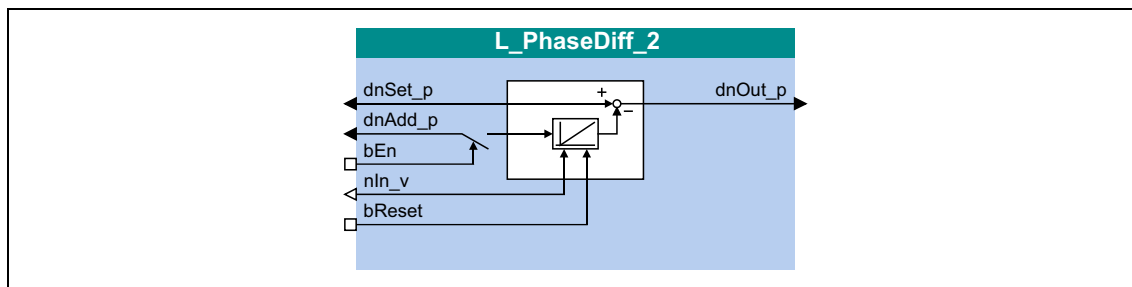 L_PhaseDiff_2
dnSet_p
dnOut_p
dnAdd_p
bEn
nIn_v
bReset
+
−